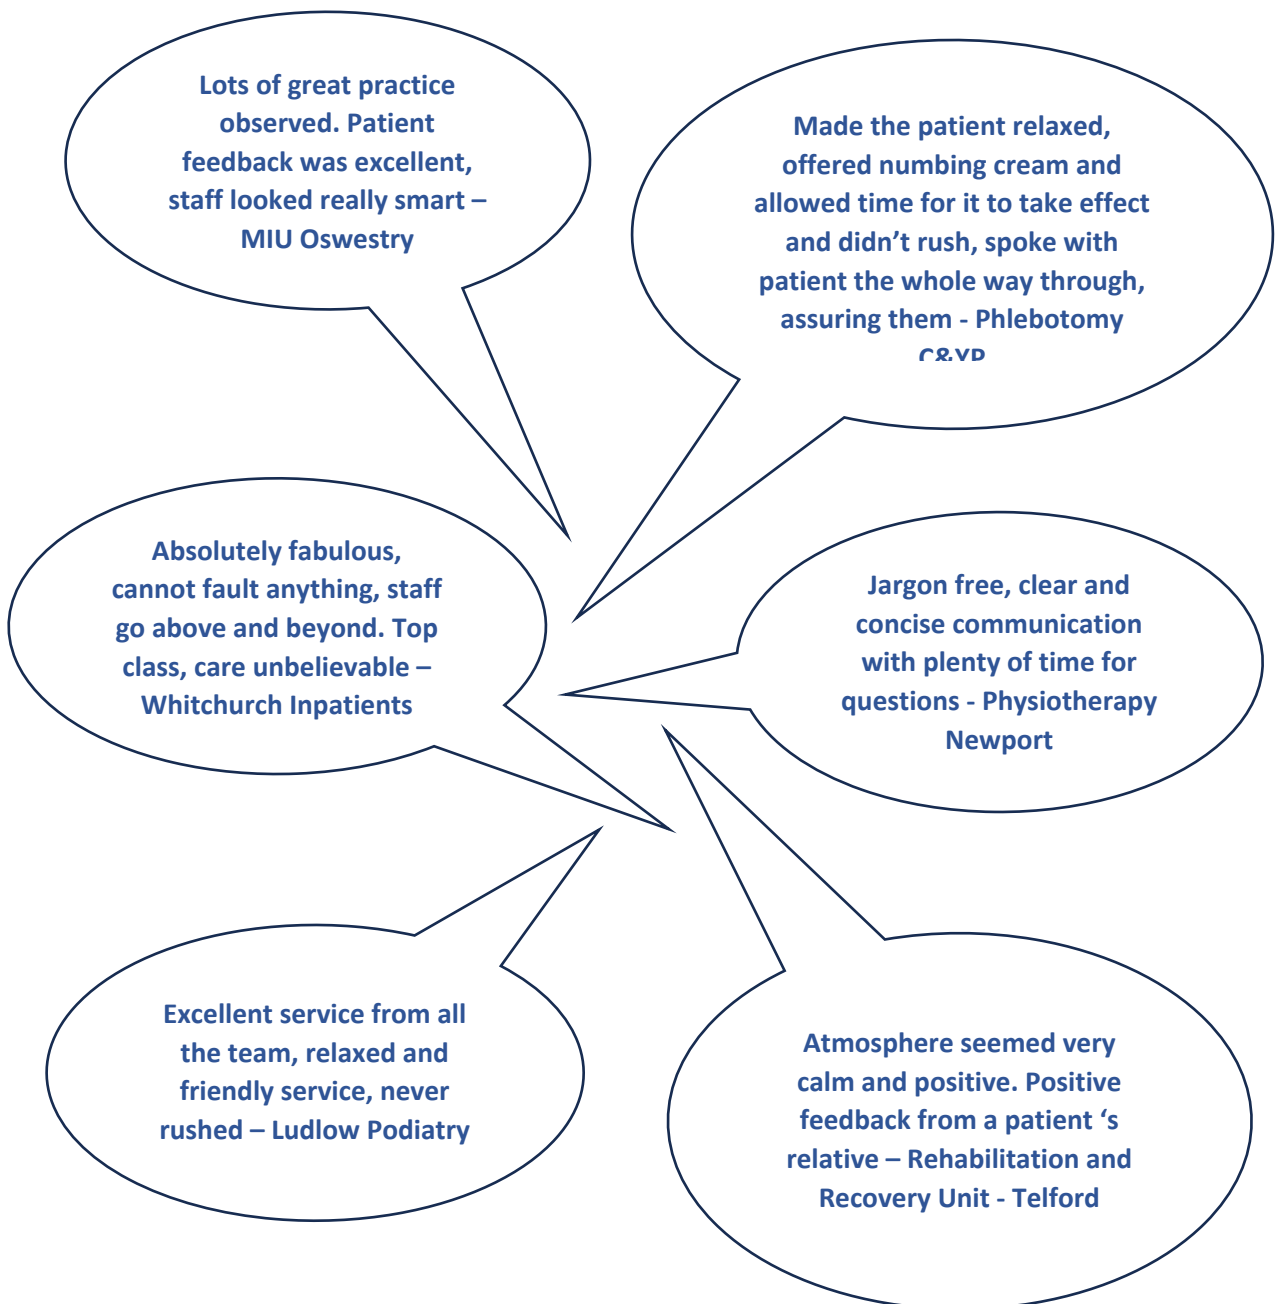 Lots of great practice
observed. Patient
feedback was excellent,
staff looked really smart –
MIU Oswestry
Made the patient relaxed,
offered numbing cream and
allowed time for it to take effect
and didn’t rush, spoke with
patient the whole way through,
assuring them - Phlebotomy
C&YP
Absolutely fabulous,
cannot fault anything, staff
go above and beyond. Top
class, care unbelievable –
Whitchurch Inpatients
Jargon free, clear and
concise communication
with plenty of time for
questions - Physiotherapy
Newport
Excellent service from all
the team, relaxed and
friendly service, never
rushed – Ludlow Podiatry
Atmosphere seemed very
calm and positive. Positive
feedback from a patient ‘s
relative – Rehabilitation and
Recovery Unit - Telford